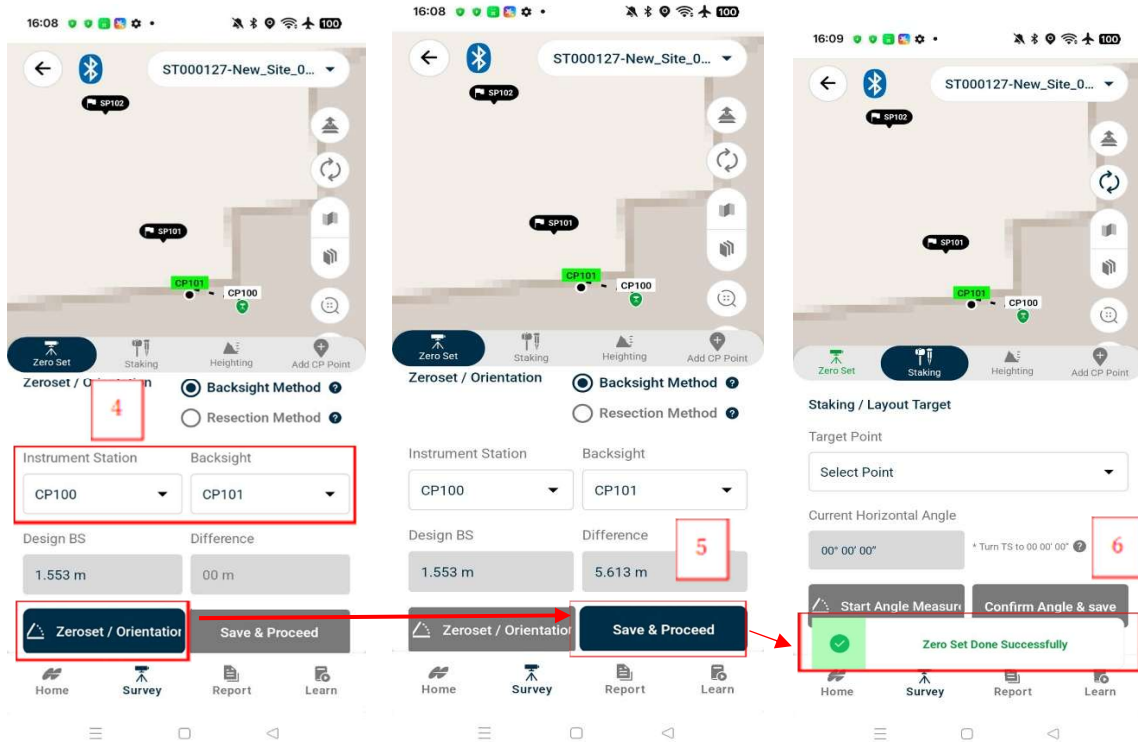 16:08
100
ST000127-New_Site_0...
SP102
SP101
CP101
CP100
Zero Set
Staking
Heighting
Add CP Point
4
Backsight Method
Resection Method
Instrument Station
Backsight
CP100
CP101
Design BS
Difference
1.553 m
00 m
Zeroset / Orientation
Save & Proceed
Home
Survey
Report
Learn
16:08
100
ST000127-New_Site_0...
SP102
SP101
CP101
CP100
Zero Set
Staking
Heighting
Add CP Point
Zeroset / Orientation
Backsight Method
Resection Method
Instrument Station
Backsight
CP100
CP101
Design BS
Difference
5
1.553 m
5.613 m
Zeroset / Orientation
Save & Proceed
Home
Survey
Report
Learn
16:09
100
ST000127-New_Site_0...
SP102
SP101
CP101
CP100
Zero Set
Staking
Heighting
Add CP Point
Staking / Layout Target
Target Point
Select Point
Current Horizontal Angle
00° 00' 00"
* Turn TS to 00 00' 00"
6
Start Angle Measur
Confirm Angle & save
Zero Set Done Successfully
Home
Survey
Report
Learn